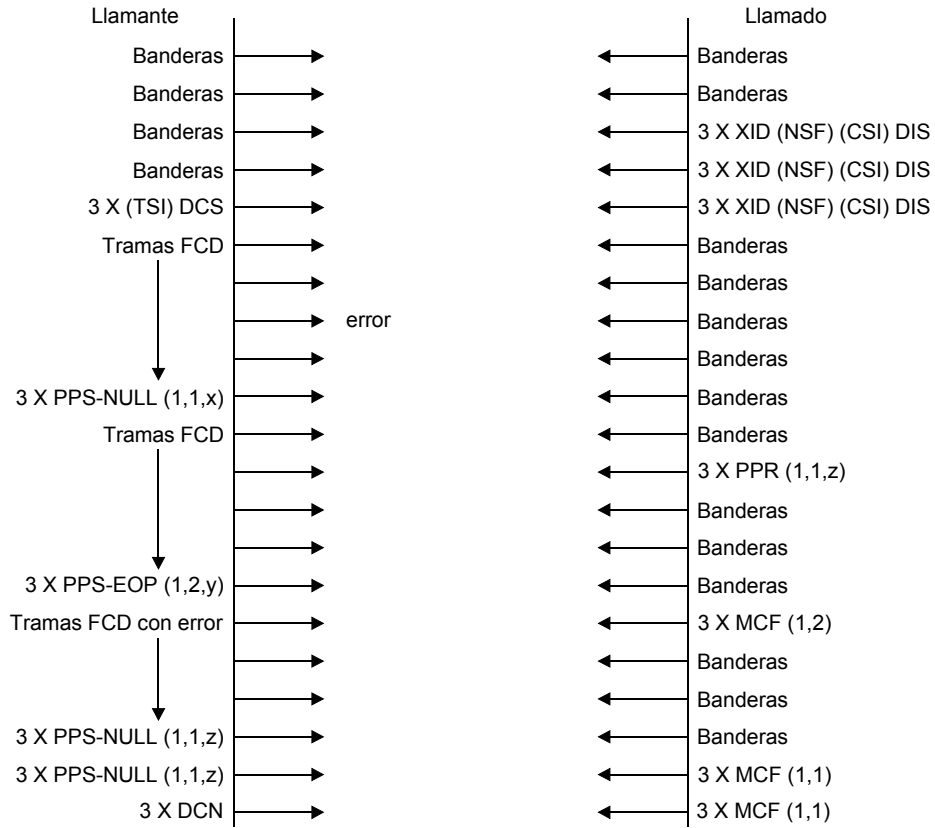 Llamante Llamado
Banderas Banderas
Banderas Banderas
Banderas 3 X XID (NSF) (CSI) DIS
Banderas 3 X XID (NSF) (CSI) DIS
3 X (TSI) DCS 3 X XID (NSF) (CSI) DIS
Tramas FCD Banderas
Banderas
error Banderas
Banderas
3 X PPS-NULL (1,1,x) Banderas
Tramas FCD Banderas
3 X PPR (1,1,z)
Banderas
Banderas
3 X PPS-EOP (1,2,y) Banderas
Tramas FCD con error 3 X MCF (1,2)
Banderas
Banderas
3 X PPS-NULL (1,1,z) Banderas
3 X PPS-NULL (1,1,z) 3 X MCF (1,1)
3 X DCN 3 X MCF (1,1)